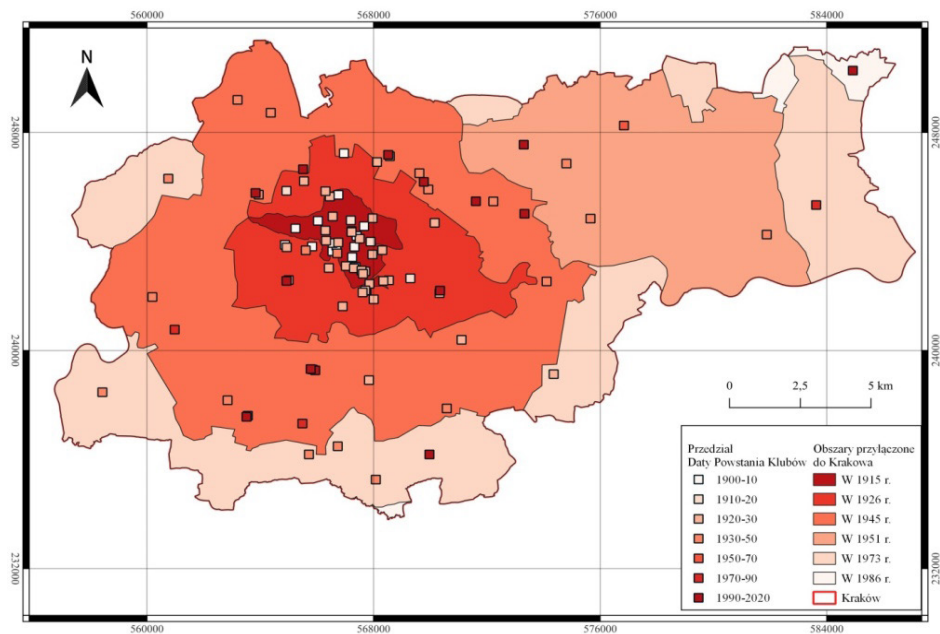 560000 568000 576000 584000
N
248000 248000
240000 240000
0 2,5 5 km
Przedział
Daty Powstania Klubów
1900-10
1910-20
1920-30
1930-50
1950-70
1970-90
1990-2020
Obszary przyłączone
do Krakowa
W 1915 r.
W 1926 r.
W 1945 r.
W 1951 r.
W 1973 r.
W 1986 r.
Kraków
232000 232000
560000 568000 576000 584000